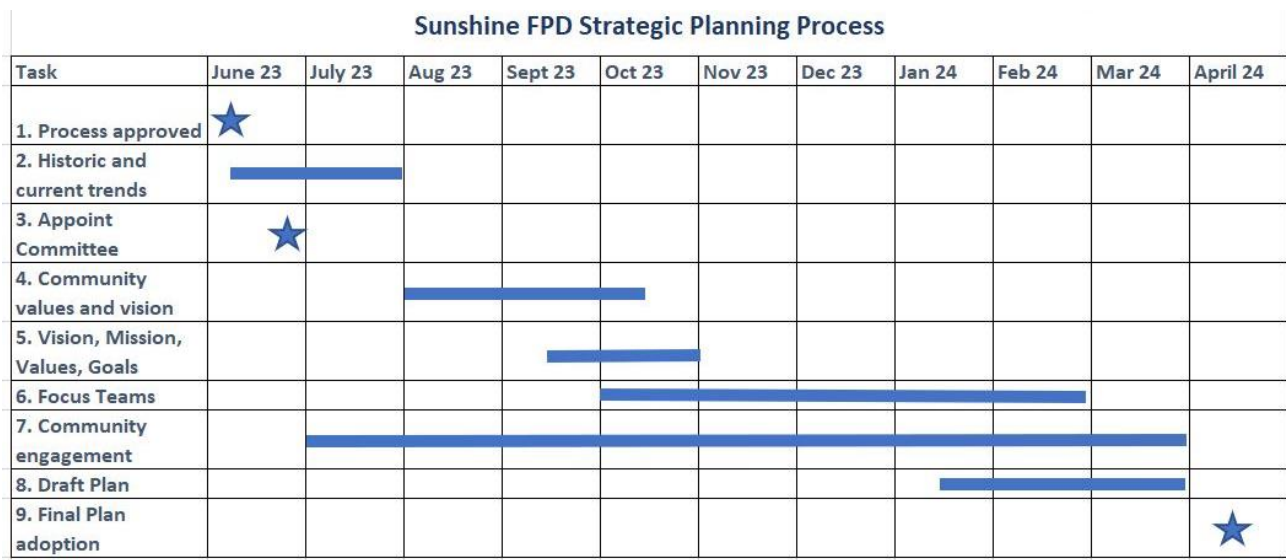 Sunshine FPD Strategic Planning Process
Task June 23 July 23 Aug 23 Sept 23 Oct 23 Nov 23 Dec 23 Jan 24 Feb 24 Mar 24 April 24
1. Process approved
2. Historic and
current trends
3. Appoint
Committee
4. Community
values and vision
5. Vision, Mission,
Values, Goals
6. Focus Teams
7. Community
engagement
8. Draft Plan
9. Final Plan
adoption